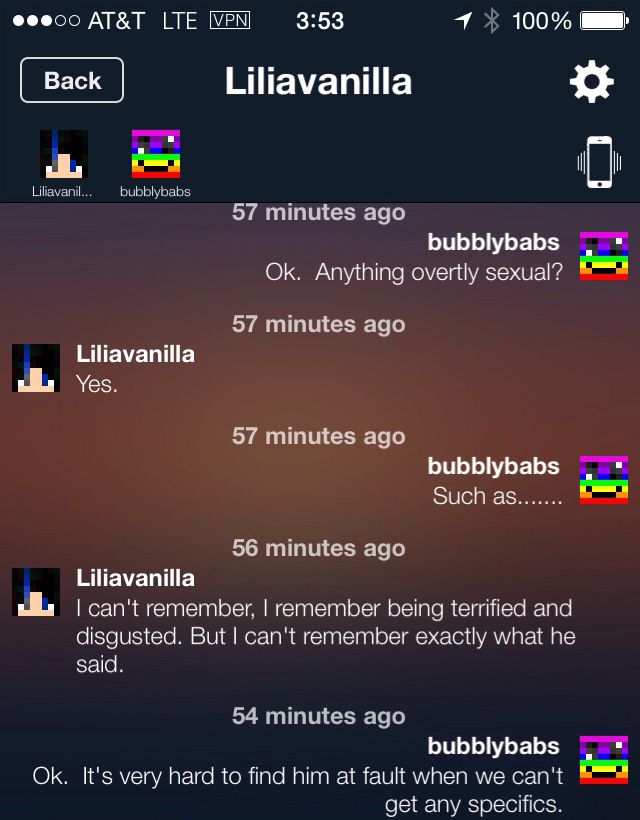 AT&T LTE VPN 3:53 100%
Back Liliavanilla
Liliavanil... bubblybabs
57 minutes ago
bubblybabs
Ok.  Anything overtly sexual?
57 minutes ago
Liliavanilla
Yes.
57 minutes ago
bubblybabs
Such as.......
56 minutes ago
Liliavanilla
I can't remember, I remember being terrified and
disgusted. But I can't remember exactly what he
said.
54 minutes ago
bubblybabs
Ok.  It's very hard to find him at fault when we can't
get any specifics.